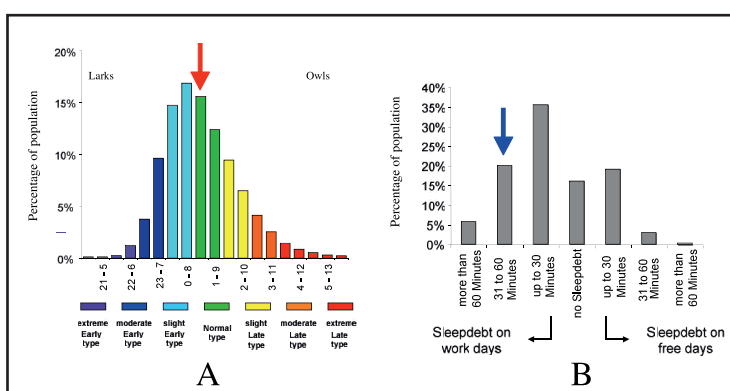 20%
15%
10%
5%
0%
Percentage of population
Larks
Owls
21 - 5
22 - 6
23 - 7
0 - 8
1 - 9
2 - 10
3 - 11
4 - 12
5 - 13
extreme
Early
type
moderate
Early
type
slight
Early
type
Normal
type
slight
Late
type
moderate
Late
type
extreme
Late
type
A
40%
35%
30%
25%
20%
15%
10%
5%
0%
Percentage of population
more than
60 Minutes
31 to 60
Minutes
up to 30
Minutes
no Sleepdebt
up to 30
Minutes
31 to 60
Minutes
more than
60 Minutes
Sleepdebt on
work days
Sleepdebt on
free days
B